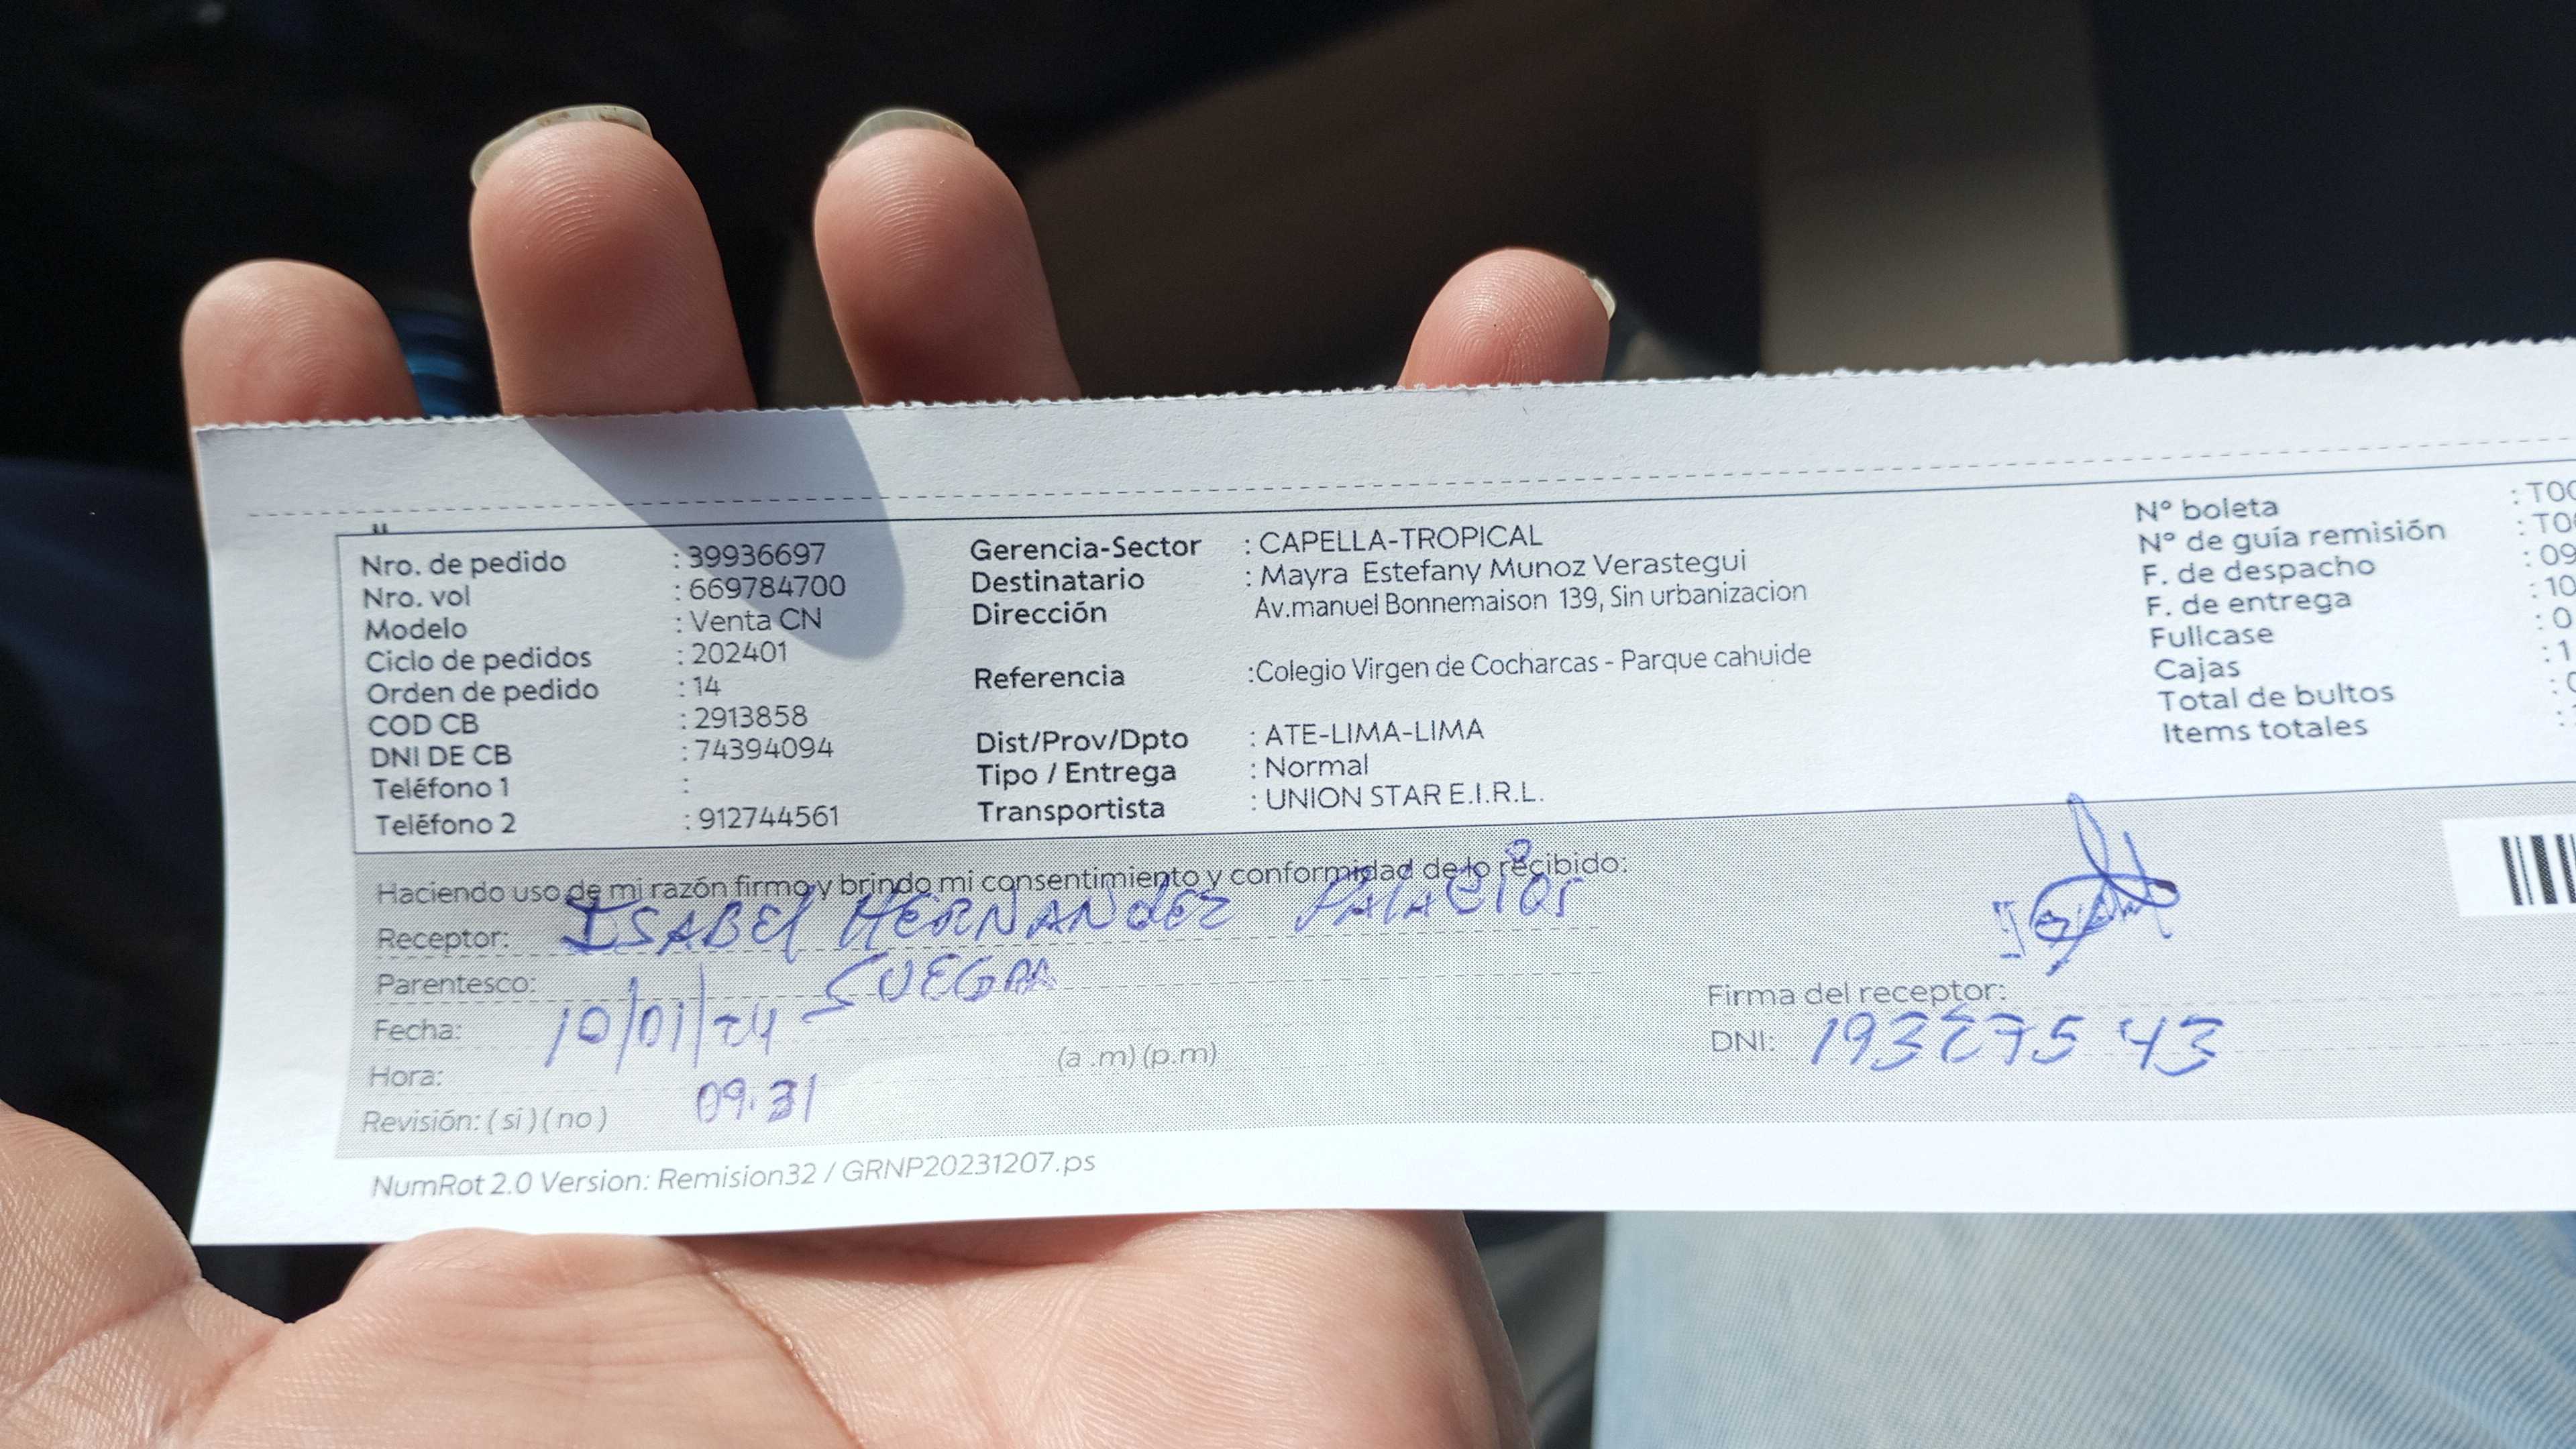 Nro. de pedido : 39936697
Nro. vol : 669784700
Modelo : Venta CN
Ciclo de pedidos : 202401
Orden de pedido : 14
COD CB : 2913858
DNI DE CB : 74394094
Teléfono 1 :
Teléfono 2 : 912744561
Gerencia-Sector : CAPELLA-TROPICAL
Destinatario : Mayra Estefany Munoz Verastegui
Dirección Av.manuel Bonnemaison 139, Sin urbanizacion
Referencia :Colegio Virgen de Cocharcas - Parque cahuide
Dist/Prov/Dpto : ATE-LIMA-LIMA
Tipo / Entrega : Normal
Transportista : UNION STAR E.I.R.L.
N° boleta : T00
N° de guía remisión : T00
F. de despacho : 09
F. de entrega : 10
Fullcase : 0
Cajas : 1
Total de bultos
Items totales
Haciendo uso de mi razón firmo y brindo mi consentimiento y conformidad de lo recibido:
Receptor: ISABEL HERNANDEZ PALACIOS
Parentesco: SUEGRA
Fecha: 10/01/24
Hora: 09.31 (a .m) (p.m)
Revisión: ( si ) ( no )
Firma del receptor:
DNI:
NumRot 2.0 Version: Remision32 / GRNP20231207.ps